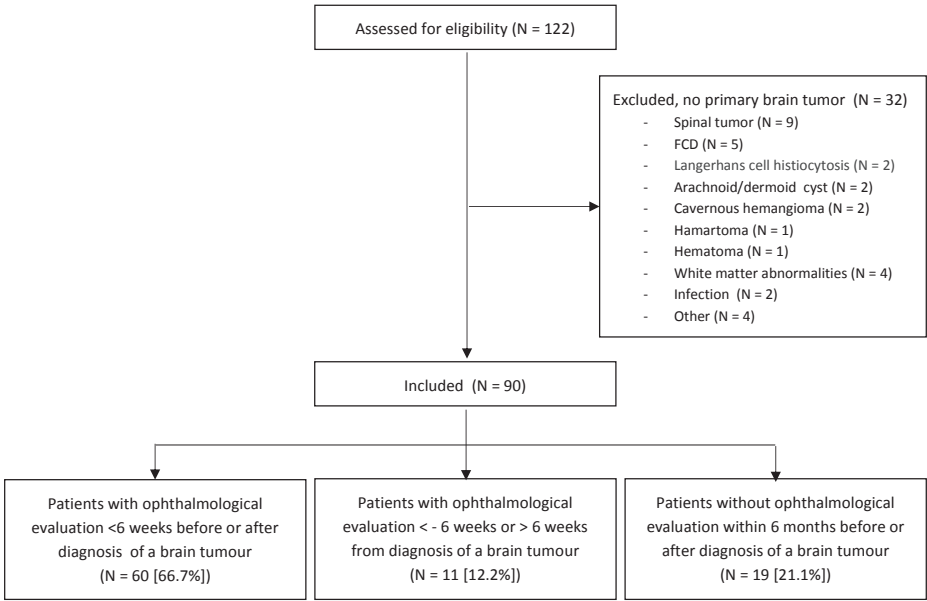 Assessed for eligibility (N = 122)
Excluded, no primary brain tumor (N = 32)
- Spinal tumor (N = 9)
- FCD (N = 5)
- Langerhans cell histiocytosis (N = 2)
- Arachnoid/dermoid cyst (N = 2)
- Cavernous hemangioma (N = 2)
- Hamartoma (N = 1)
- Hematoma (N = 1)
- White matter abnormalities (N = 4)
- Infection (N = 2)
- Other (N = 4)
Included (N = 90)
Patients with ophthalmological
evaluation <6 weeks before or after
diagnosis of a brain tumour
(N = 60 [66.7%])
Patients with ophthalmological
evaluation < - 6 weeks or > 6 weeks
from diagnosis of a brain tumour
(N = 11 [12.2%])
Patients without ophthalmological
evaluation within 6 months before or
after diagnosis of a brain tumour
(N = 19 [21.1%])